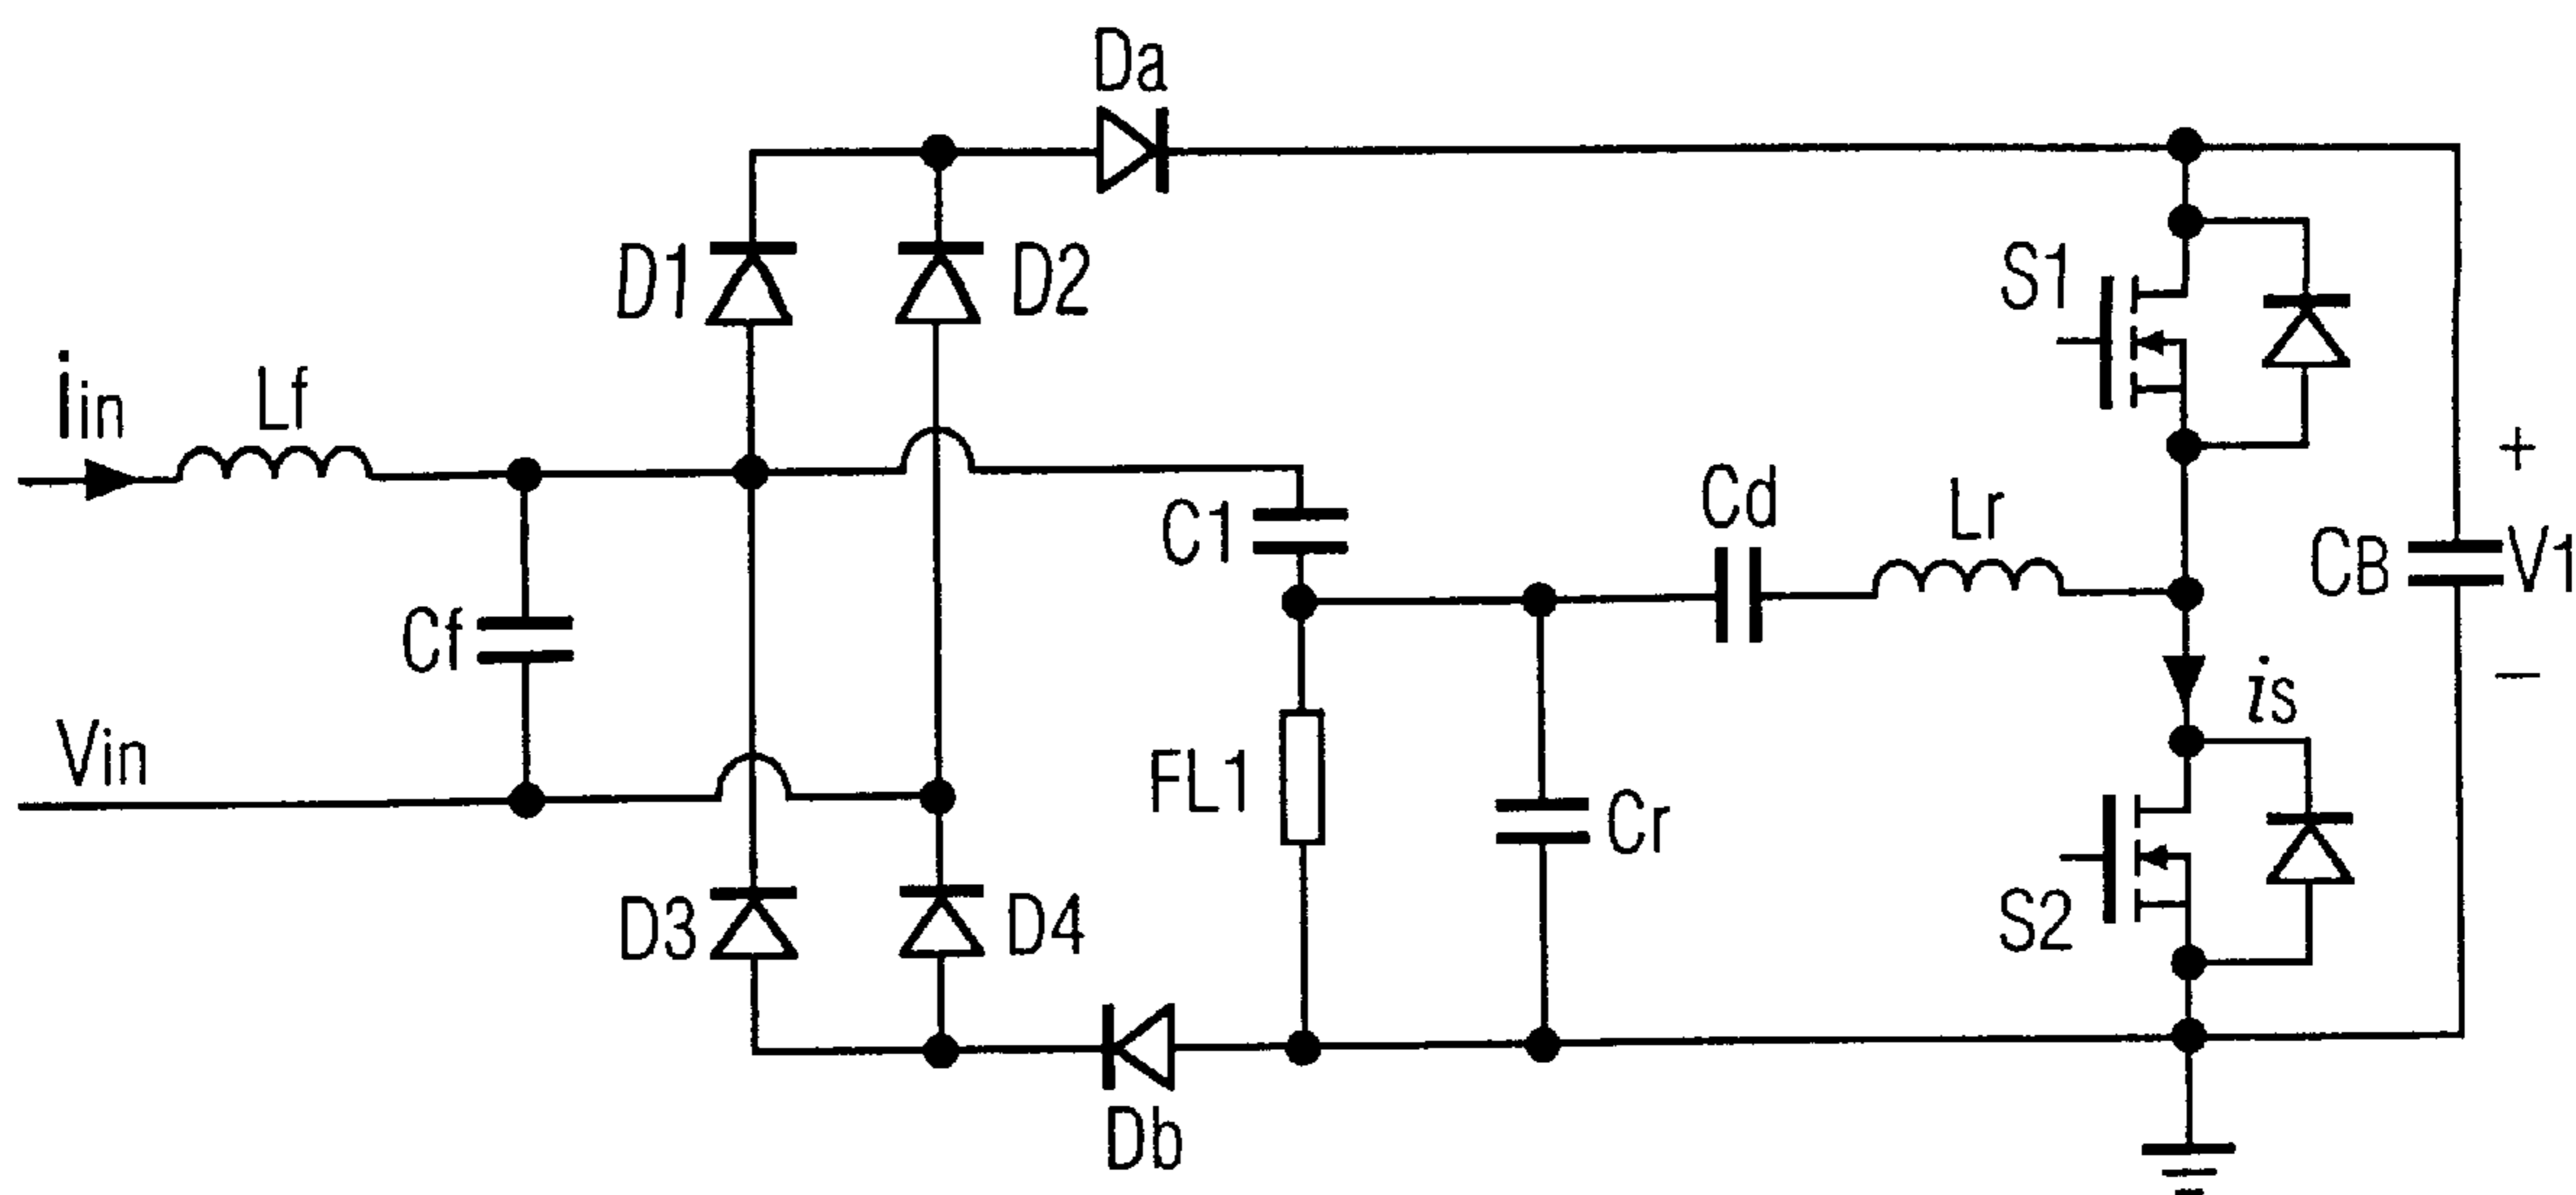 Da
D1
D2
S1
iin
Lf
C1
Cd
Lr
+
CB
V1
Cf
−
is
Vin
FL1
Cr
D3
D4
S2
Db